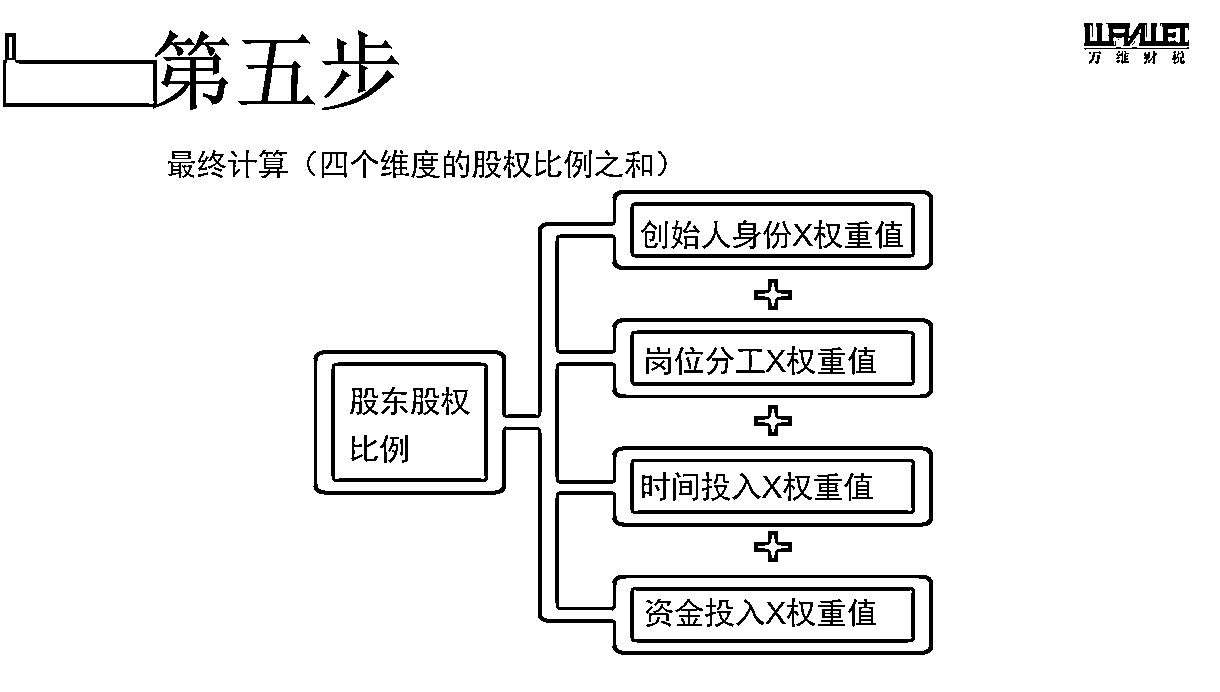 第五步
万维财税
最终计算（四个维度的股权比例之和）
创始人身份X权重值
岗位分工X权重值
股东股权
比例
时间投入X权重值
资金投入X权重值